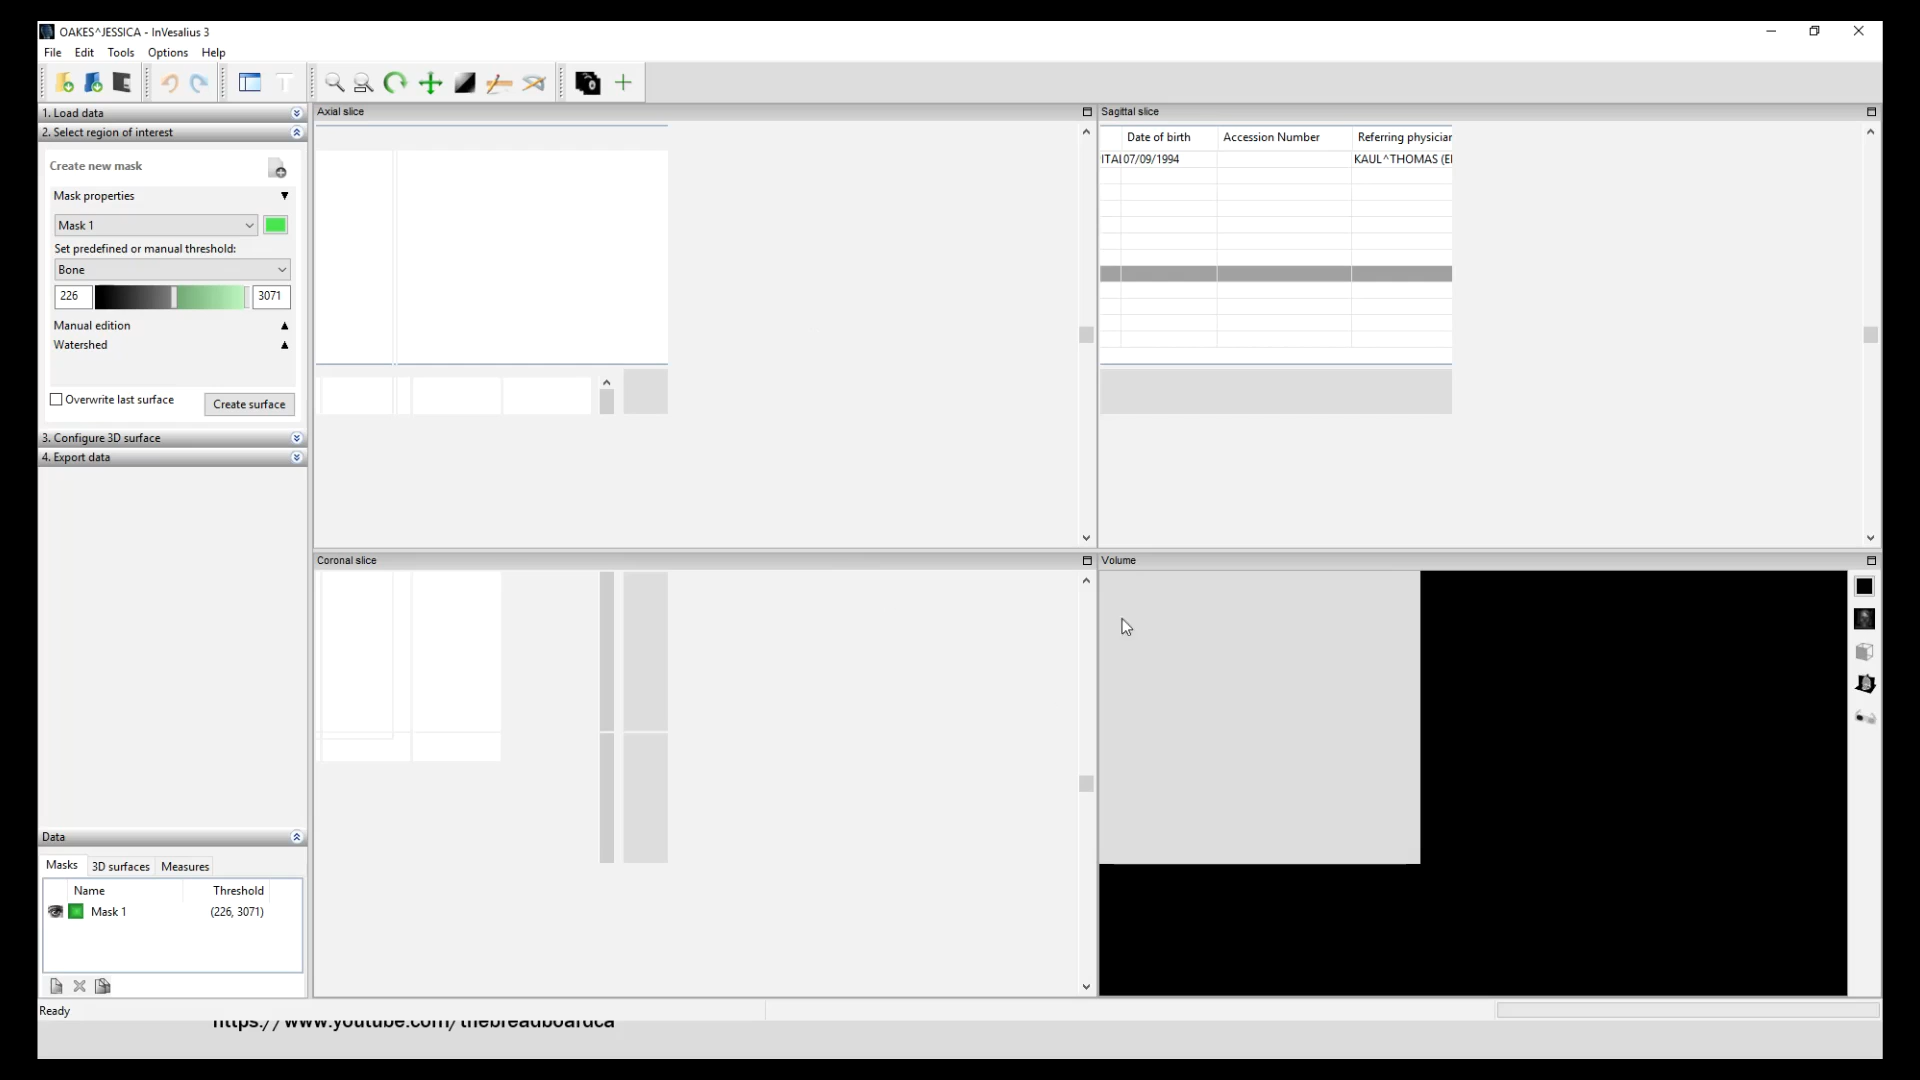 OAKES^JESSICA - InVesalius 3
File Edit Tools Options Help
1. Load data
2. Select region of interest
Create new mask
Mask properties
Mask 1
Set predefined or manual threshold:
Bone
226 3071
Manual edition
Watershed
Overwrite last surface Create surface
3. Configure 3D surface
4. Export data
Data
Masks 3D surfaces Measures
Name Threshold
Mask 1 (226, 3071)
Axial slice
Sagittal slice
Date of birth Accession Number Referring physician
ITAL 07/09/1994 KAUL^THOMAS (EI
Coronal slice
Volume
Ready
https://www.youtube.com/thebreadboardca